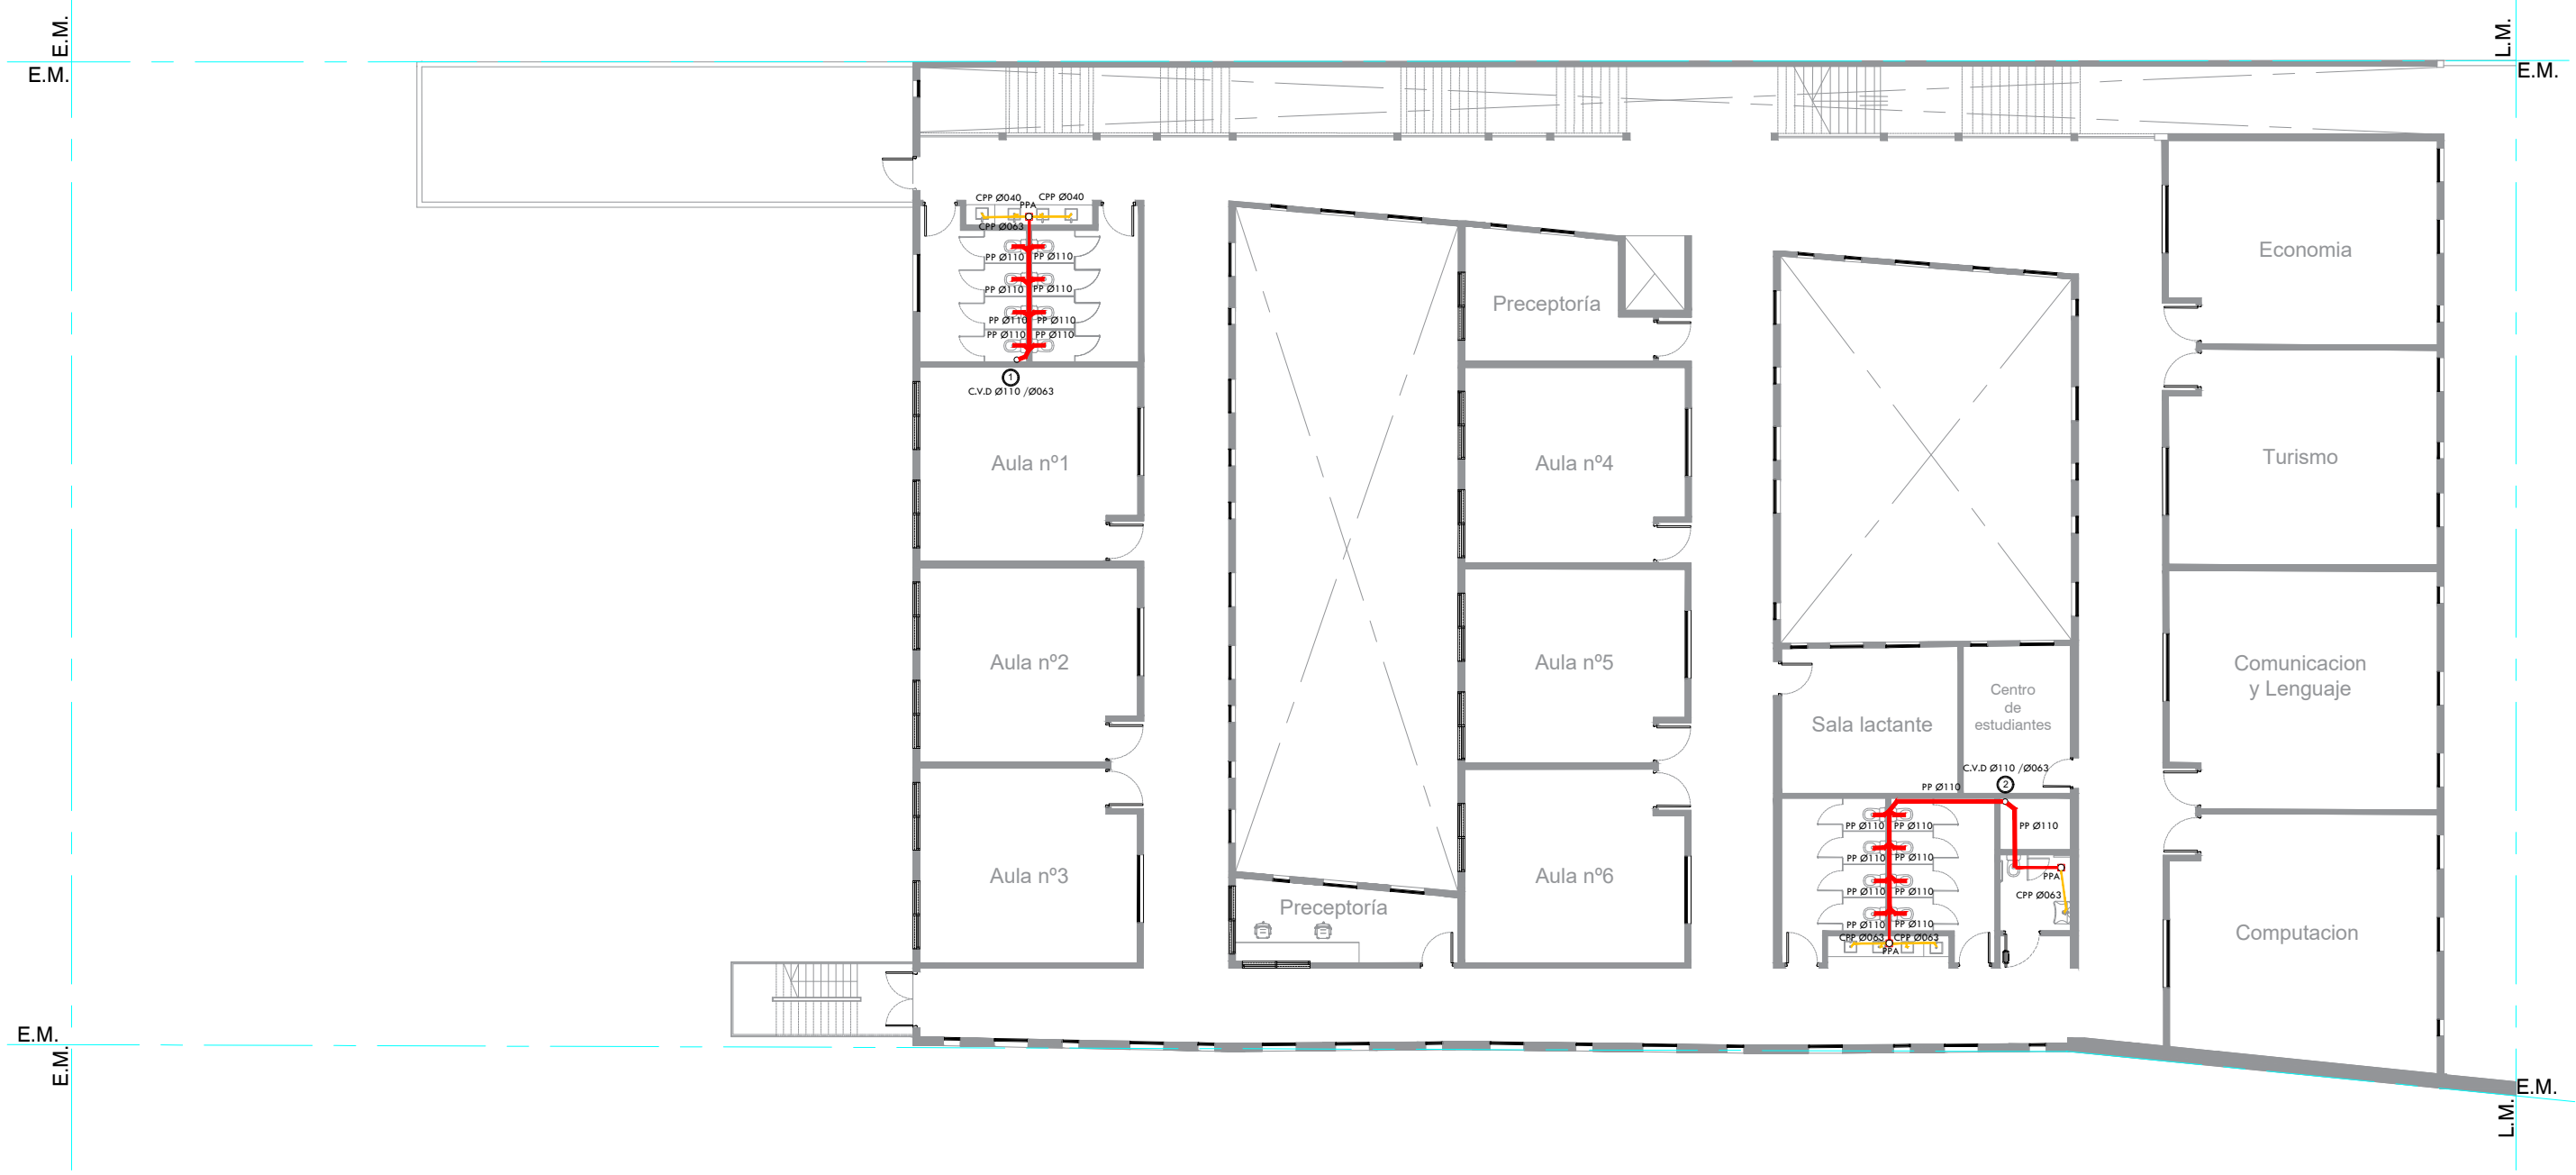 E.M.
L.M.
E.M.
E.M.
CPP Ø040
CPP Ø040
PPA
CPP Ø063
PP Ø110
PP Ø110
PP Ø110
PP Ø110
PP Ø110
PP Ø110
PP Ø110
PP Ø110
1
C.V.D Ø110 /Ø063
Economia
Preceptoría
Turismo
Aula nº1
Aula nº4
Aula nº2
Aula nº5
Comunicacion
y Lenguaje
Centro
de
estudiantes
Sala lactante
C.V.D Ø110 /Ø063
2
PP Ø110
PP Ø110
PP Ø110
PP Ø110
PP Ø110
PP Ø110
PP Ø110
PP Ø110
PP Ø110
PP Ø110
PPA
CPP Ø063
CPP Ø063
CPP Ø063
PPA
Aula nº3
Aula nº6
Preceptoría
Computacion
E.M.
E.M.
E.M.
L.M.